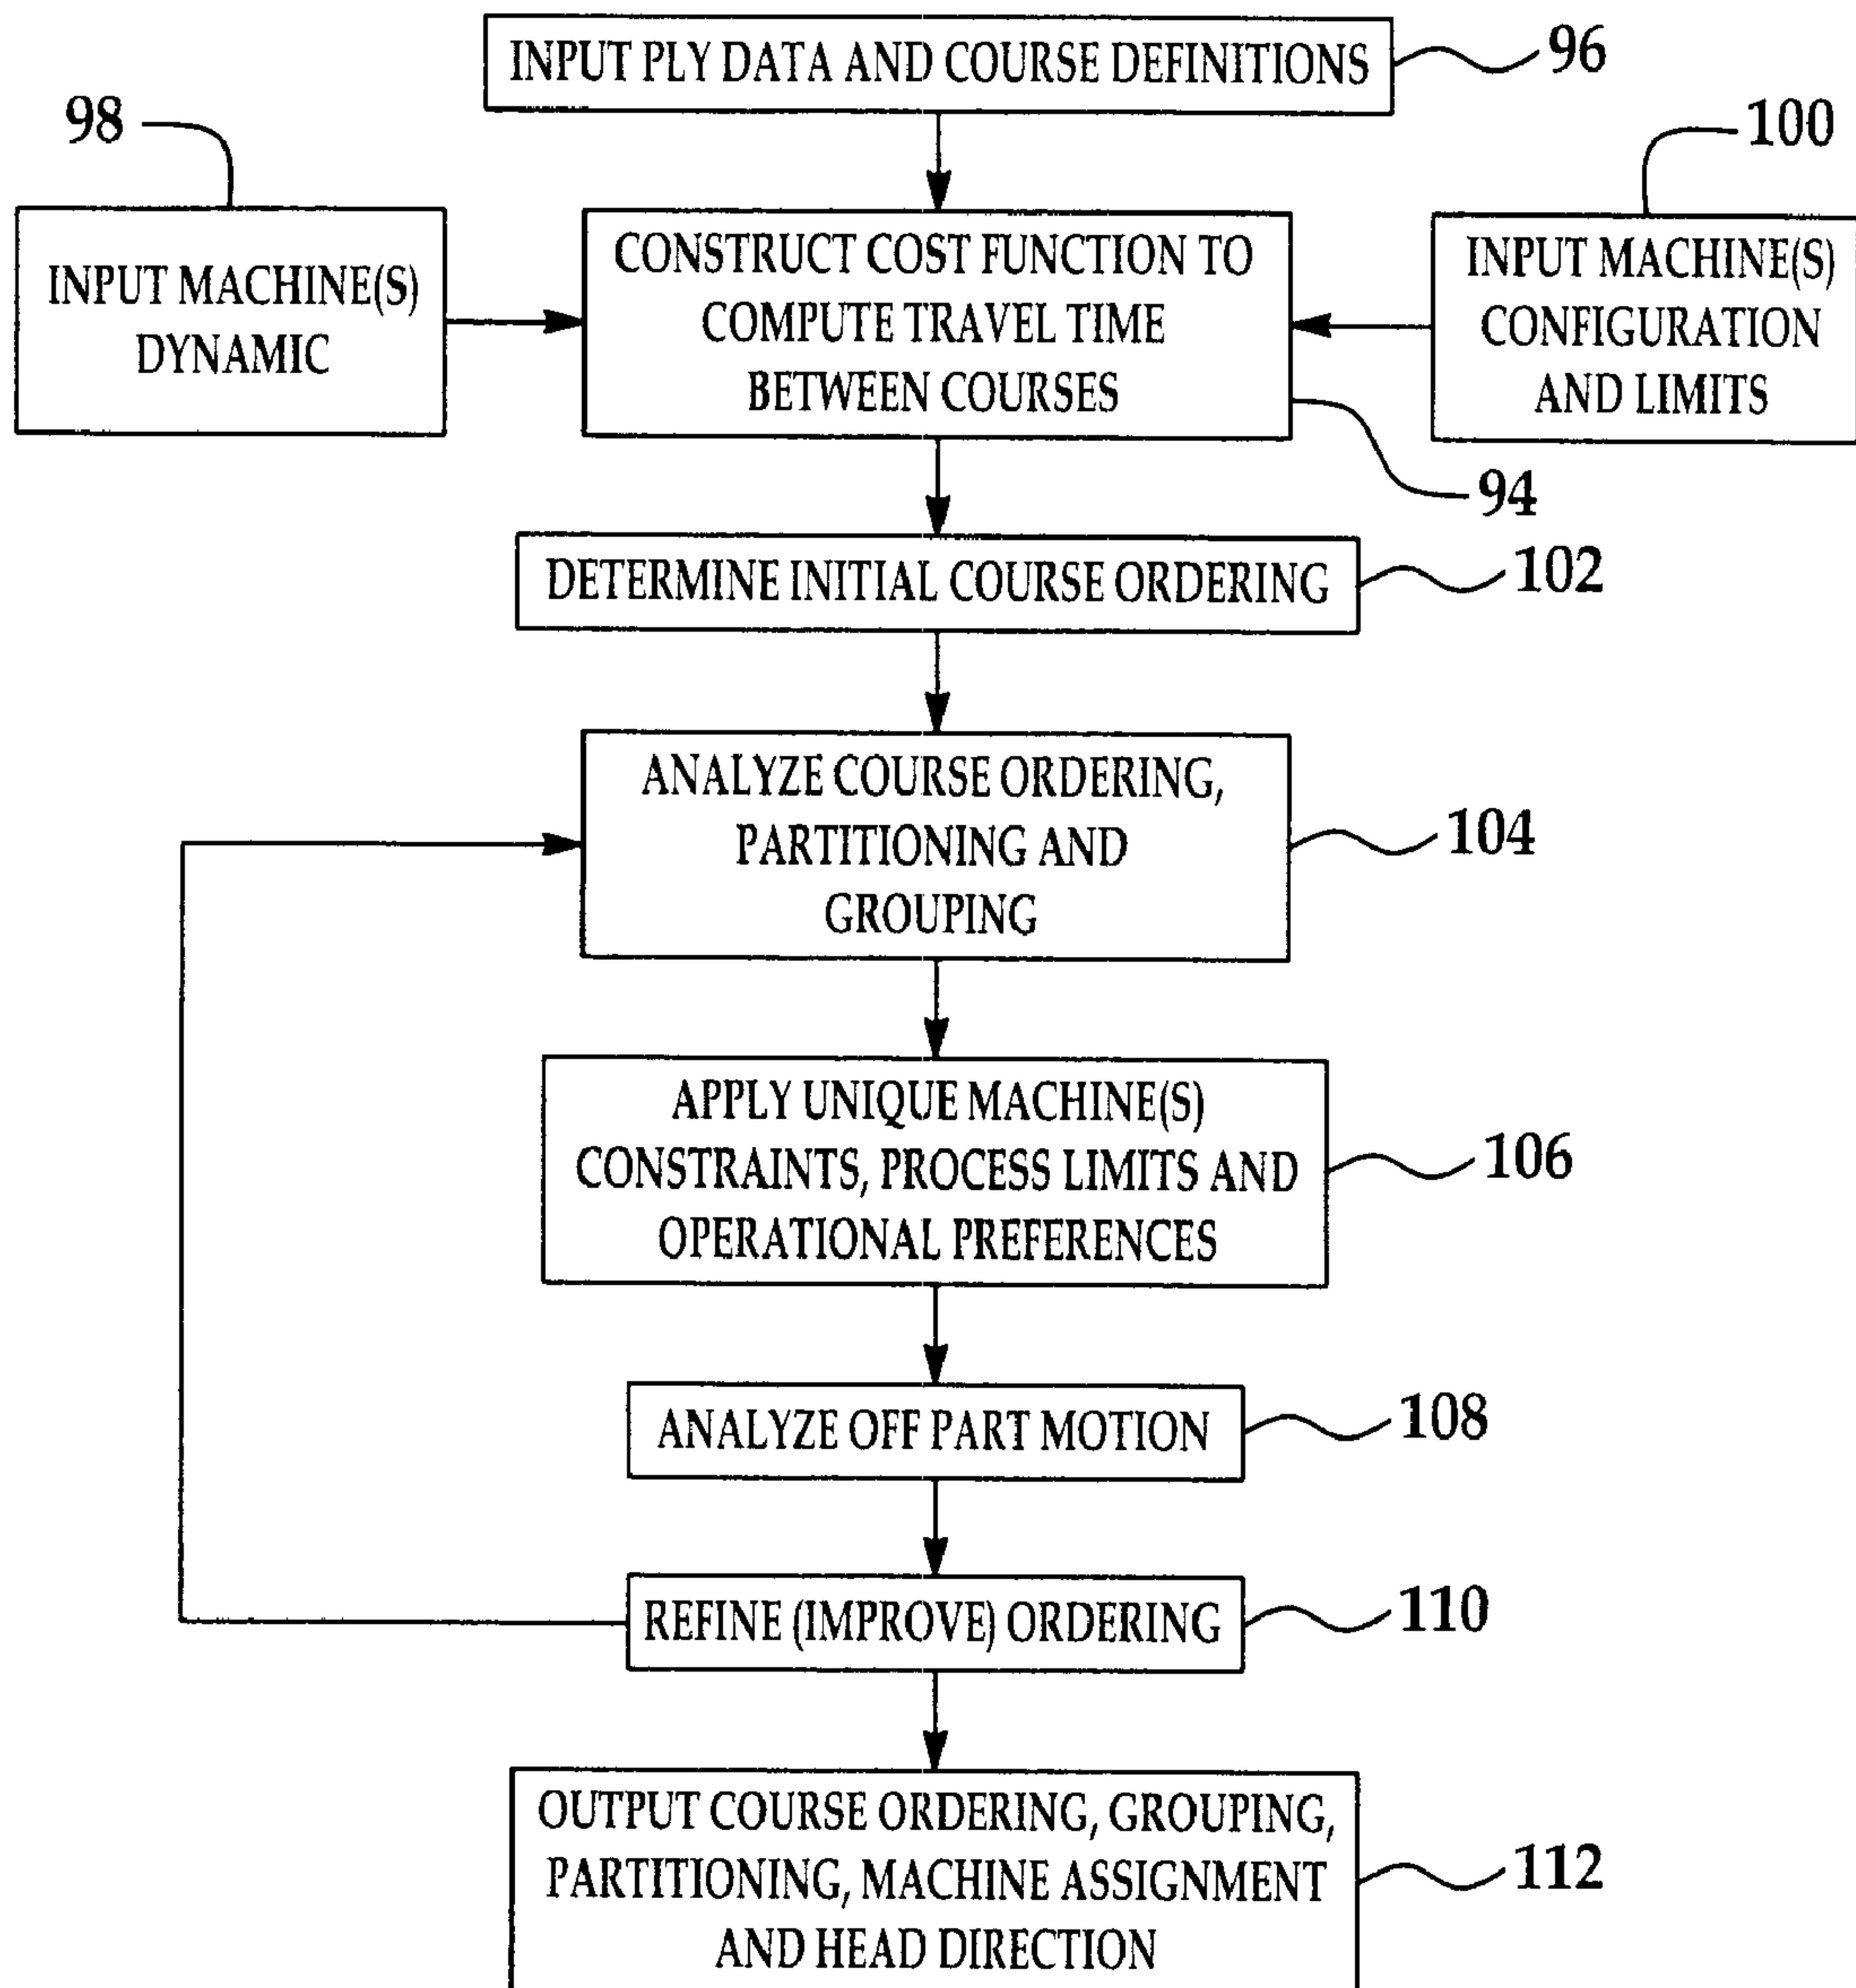 INPUT PLY DATA AND COURSE DEFINITIONS
96
98
100
INPUT MACHINE(S)
DYNAMIC
CONSTRUCT COST FUNCTION TO
COMPUTE TRAVEL TIME
BETWEEN COURSES
INPUT MACHINE(S)
CONFIGURATION
AND LIMITS
94
DETERMINE INITIAL COURSE ORDERING
102
ANALYZE COURSE ORDERING,
PARTITIONING AND
GROUPING
104
APPLY UNIQUE MACHINE(S)
CONSTRAINTS, PROCESS LIMITS AND
OPERATIONAL PREFERENCES
106
ANALYZE OFF PART MOTION
108
REFINE (IMPROVE) ORDERING
110
OUTPUT COURSE ORDERING, GROUPING,
PARTITIONING, MACHINE ASSIGNMENT
AND HEAD DIRECTION
112